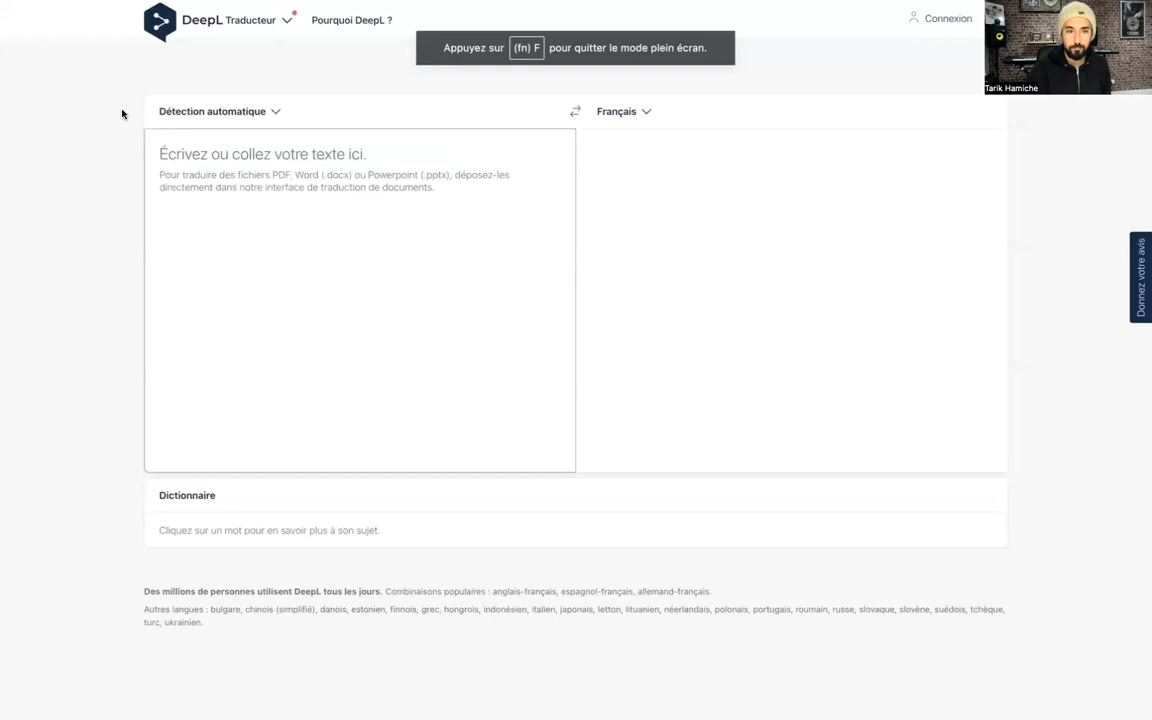 DeepL Traducteur
Pourquoi DeepL ?
Connexion
Appuyez sur (fn) F pour quitter le mode plein écran.
Tarik Hamiche
Détection automatique
Français
Écrivez ou collez votre texte ici.
Pour traduire des fichiers PDF, Word (.docx) ou Powerpoint (.pptx), déposez-les
directement dans notre interface de traduction de documents.
Donnez votre avis
Dictionnaire
Cliquez sur un mot pour en savoir plus à son sujet.
Des millions de personnes utilisent DeepL tous les jours. Combinaisons populaires : anglais-français, espagnol-français, allemand-français.
Autres langues : bulgare, chinois (simplifié), danois, estonien, finnois, grec, hongrois, indonésien, italien, japonais, letton, lituanien, néerlandais, polonais, portugais, roumain, russe, slovaque, slovène, suédois, tchèque,
turc, ukrainien.